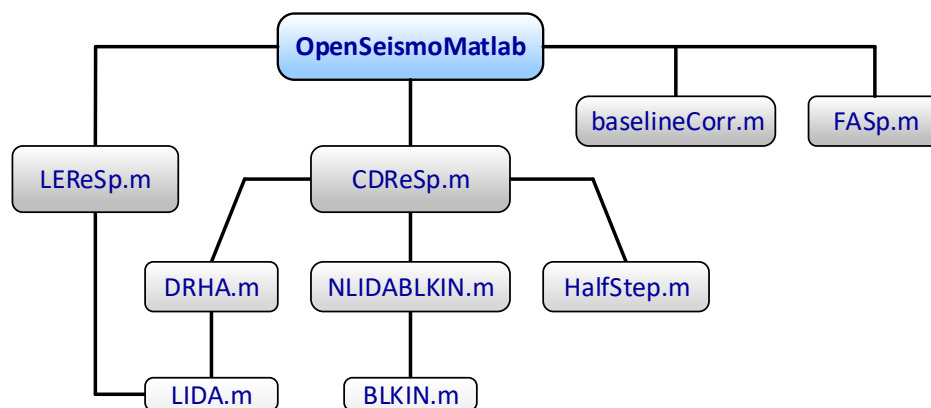 OpenSeismoMatlab
baselineCorr.m
FASp.m
LEReSp.m
CDReSp.m
DRHA.m
NLIDABLKIN.m
HalfStep.m
LIDA.m
BLKIN.m